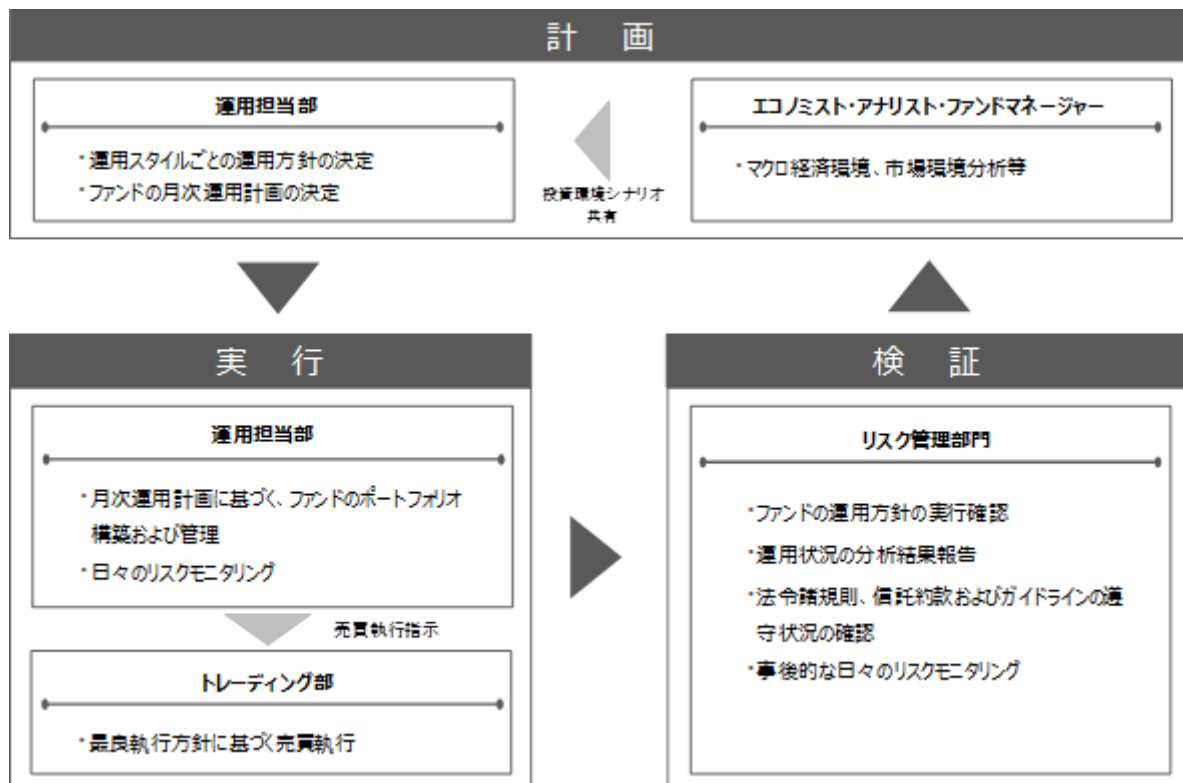 計 画
運用担当部
・運用スタイルごとの運用方針の決定
・ファンドの月次運用計画の決定
投資環境シナリオ
共有
エコノミスト・アナリスト・ファンドマネージャー
・マクロ経済環境、市場環境分析等
実 行
運用担当部
・月次運用計画に基づく、ファンドのポートフォリオ
構築および管理
・日々のリスクモニタリング
売買執行指示
トレーディング部
・最良執行方針に基づく売買執行
検 証
リスク管理部門
・ファンドの運用方針の実行確認
・運用状況の分析結果報告
・法令諸規則、信託約款およびガイドラインの遵
守状況の確認
・事後的な日々のリスクモニタリング